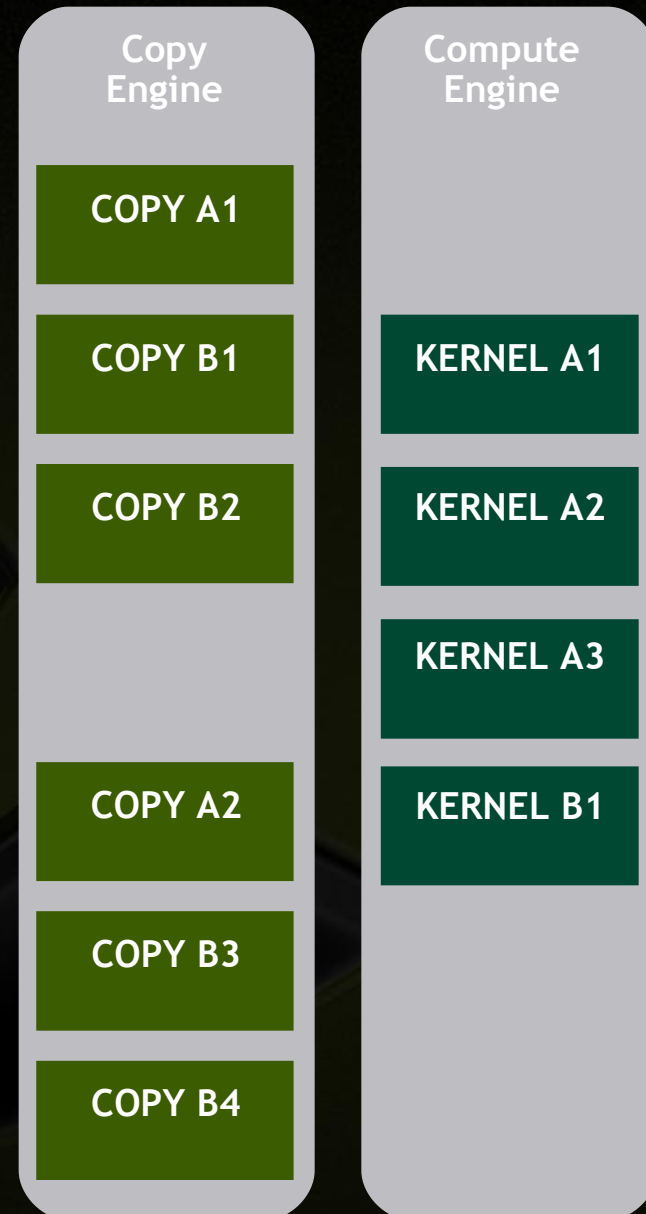 Copy
Engine
COPY A1
COPY B1
COPY B2
COPY A2
COPY B3
COPY B4
Compute
Engine
KERNEL A1
KERNEL A2
KERNEL A3
KERNEL B1